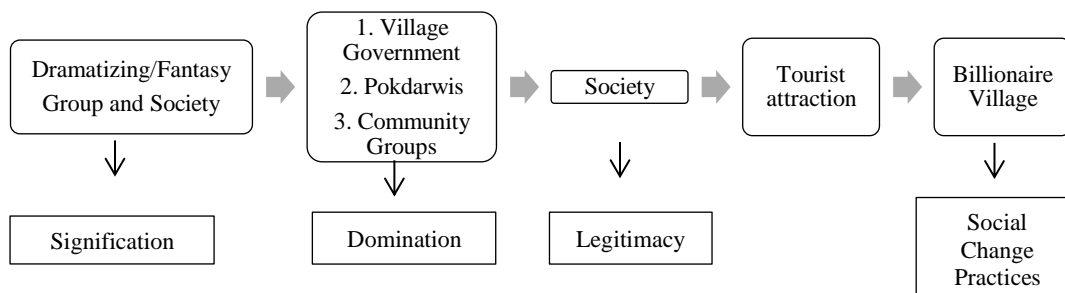 Dramatizing/Fantasy
Group and Society
1. Village
Government
2. Pokdarwis
3. Community
Groups
Society
Tourist
attraction
Billionaire
Village
Signification
Domination
Legitimacy
Social
Change
Practices